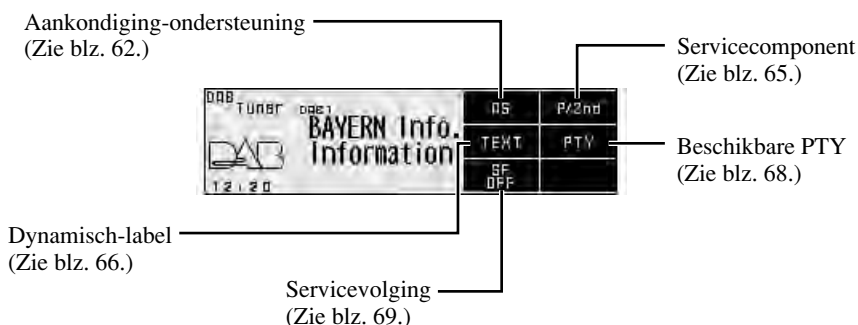 Aankondiging-ondersteuning
(Zie blz. 62.)
Servicecomponent
(Zie blz. 65.)
DAB
Tuner
DAB1
AS
P/2nd
BAYERN Info.
Information
TEXT
PTY
DAB
12:20
SF
OFF
Beschikbare PTY
(Zie blz. 68.)
Dynamisch-label
(Zie blz. 66.)
Servicevolging
(Zie blz. 69.)